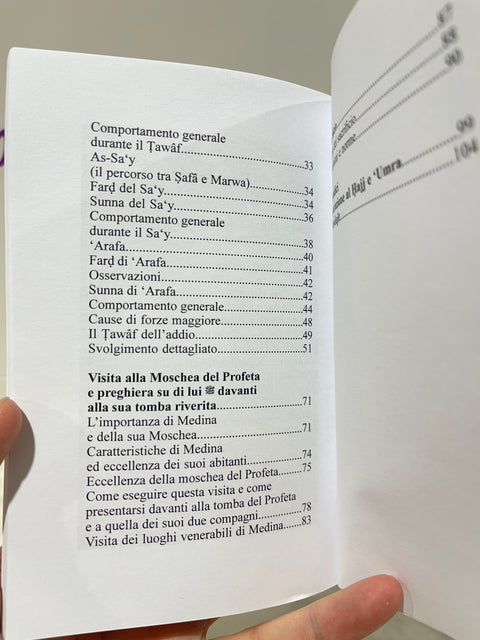 Comportamento generale
durante il Ṭawâf....................................33
As-Sa‘y
(il percorso tra Ṣafâ e Marwa)................34
Farḍ del Sa‘y........................................34
Sunna del Sa‘y......................................36
Comportamento generale
durante il Sa‘y......................................38
‘Arafa....................................................40
Farḍ di ‘Arafa........................................41
Osservazioni..........................................42
Sunna di ‘Arafa......................................42
Comportamento generale.......................44
Cause di forze maggiore........................48
Il Ṭawâf dell’addio................................49
Svolgimento dettagliato.........................51
Visita alla Moschea del Profeta
e preghiera su di lui ﷺ davanti
alla sua tomba riverita.........................71
L’importanza di Medina
e della sua Moschea...............................71
Caratteristiche di Medina
ed eccellenza dei suoi abitanti...............74
Eccellenza della moschea del Profeta.......75
Come eseguire questa visita e come
presentarsi davanti alla tomba del Profeta
e a quella dei suoi due compagni............78
Visita dei luoghi venerabili di Medina......83
87
88
90
99
al Ḥajj e ‘Umra
104